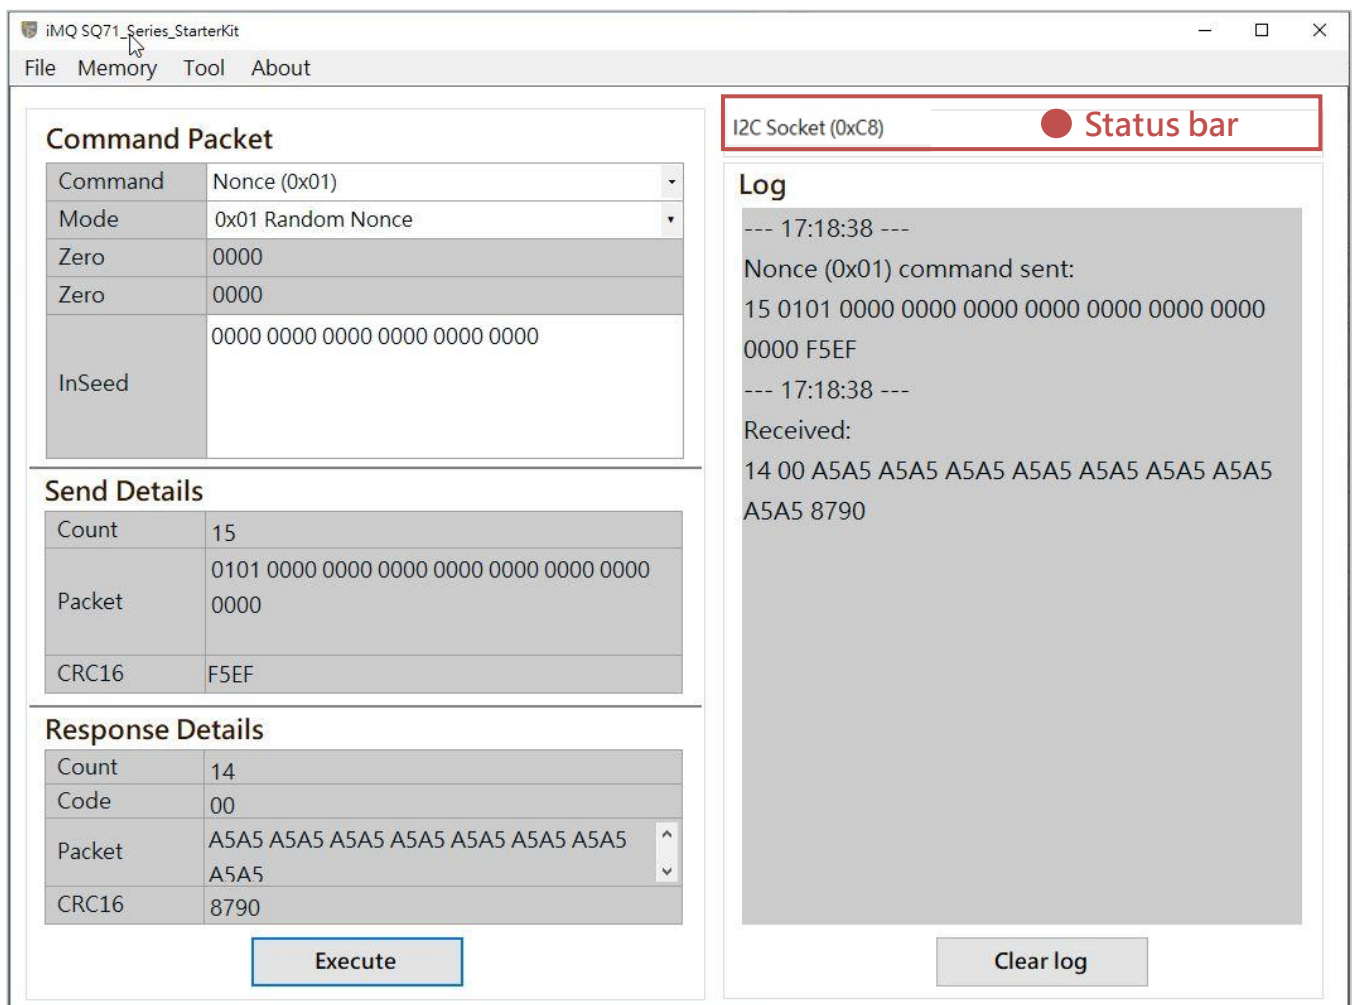 iMQ SQ71_Series_StarterKit
File Memory Tool About
Command Packet
Command Nonce (0x01)
Mode 0x01 Random Nonce
Zero 0000
Zero 0000
InSeed 0000 0000 0000 0000 0000 0000
Send Details
Count 15
Packet 0101 0000 0000 0000 0000 0000 0000 0000
0000
CRC16 F5EF
Response Details
Count 14
Code 00
Packet A5A5 A5A5 A5A5 A5A5 A5A5 A5A5 A5A5
A5A5
CRC16 8790
Execute
I2C Socket (0xC8) Status bar
Log
--- 17:18:38 ---
Nonce (0x01) command sent:
15 0101 0000 0000 0000 0000 0000 0000 0000
0000 F5EF
--- 17:18:38 ---
Received:
14 00 A5A5 A5A5 A5A5 A5A5 A5A5 A5A5 A5A5
A5A5 8790
Clear log